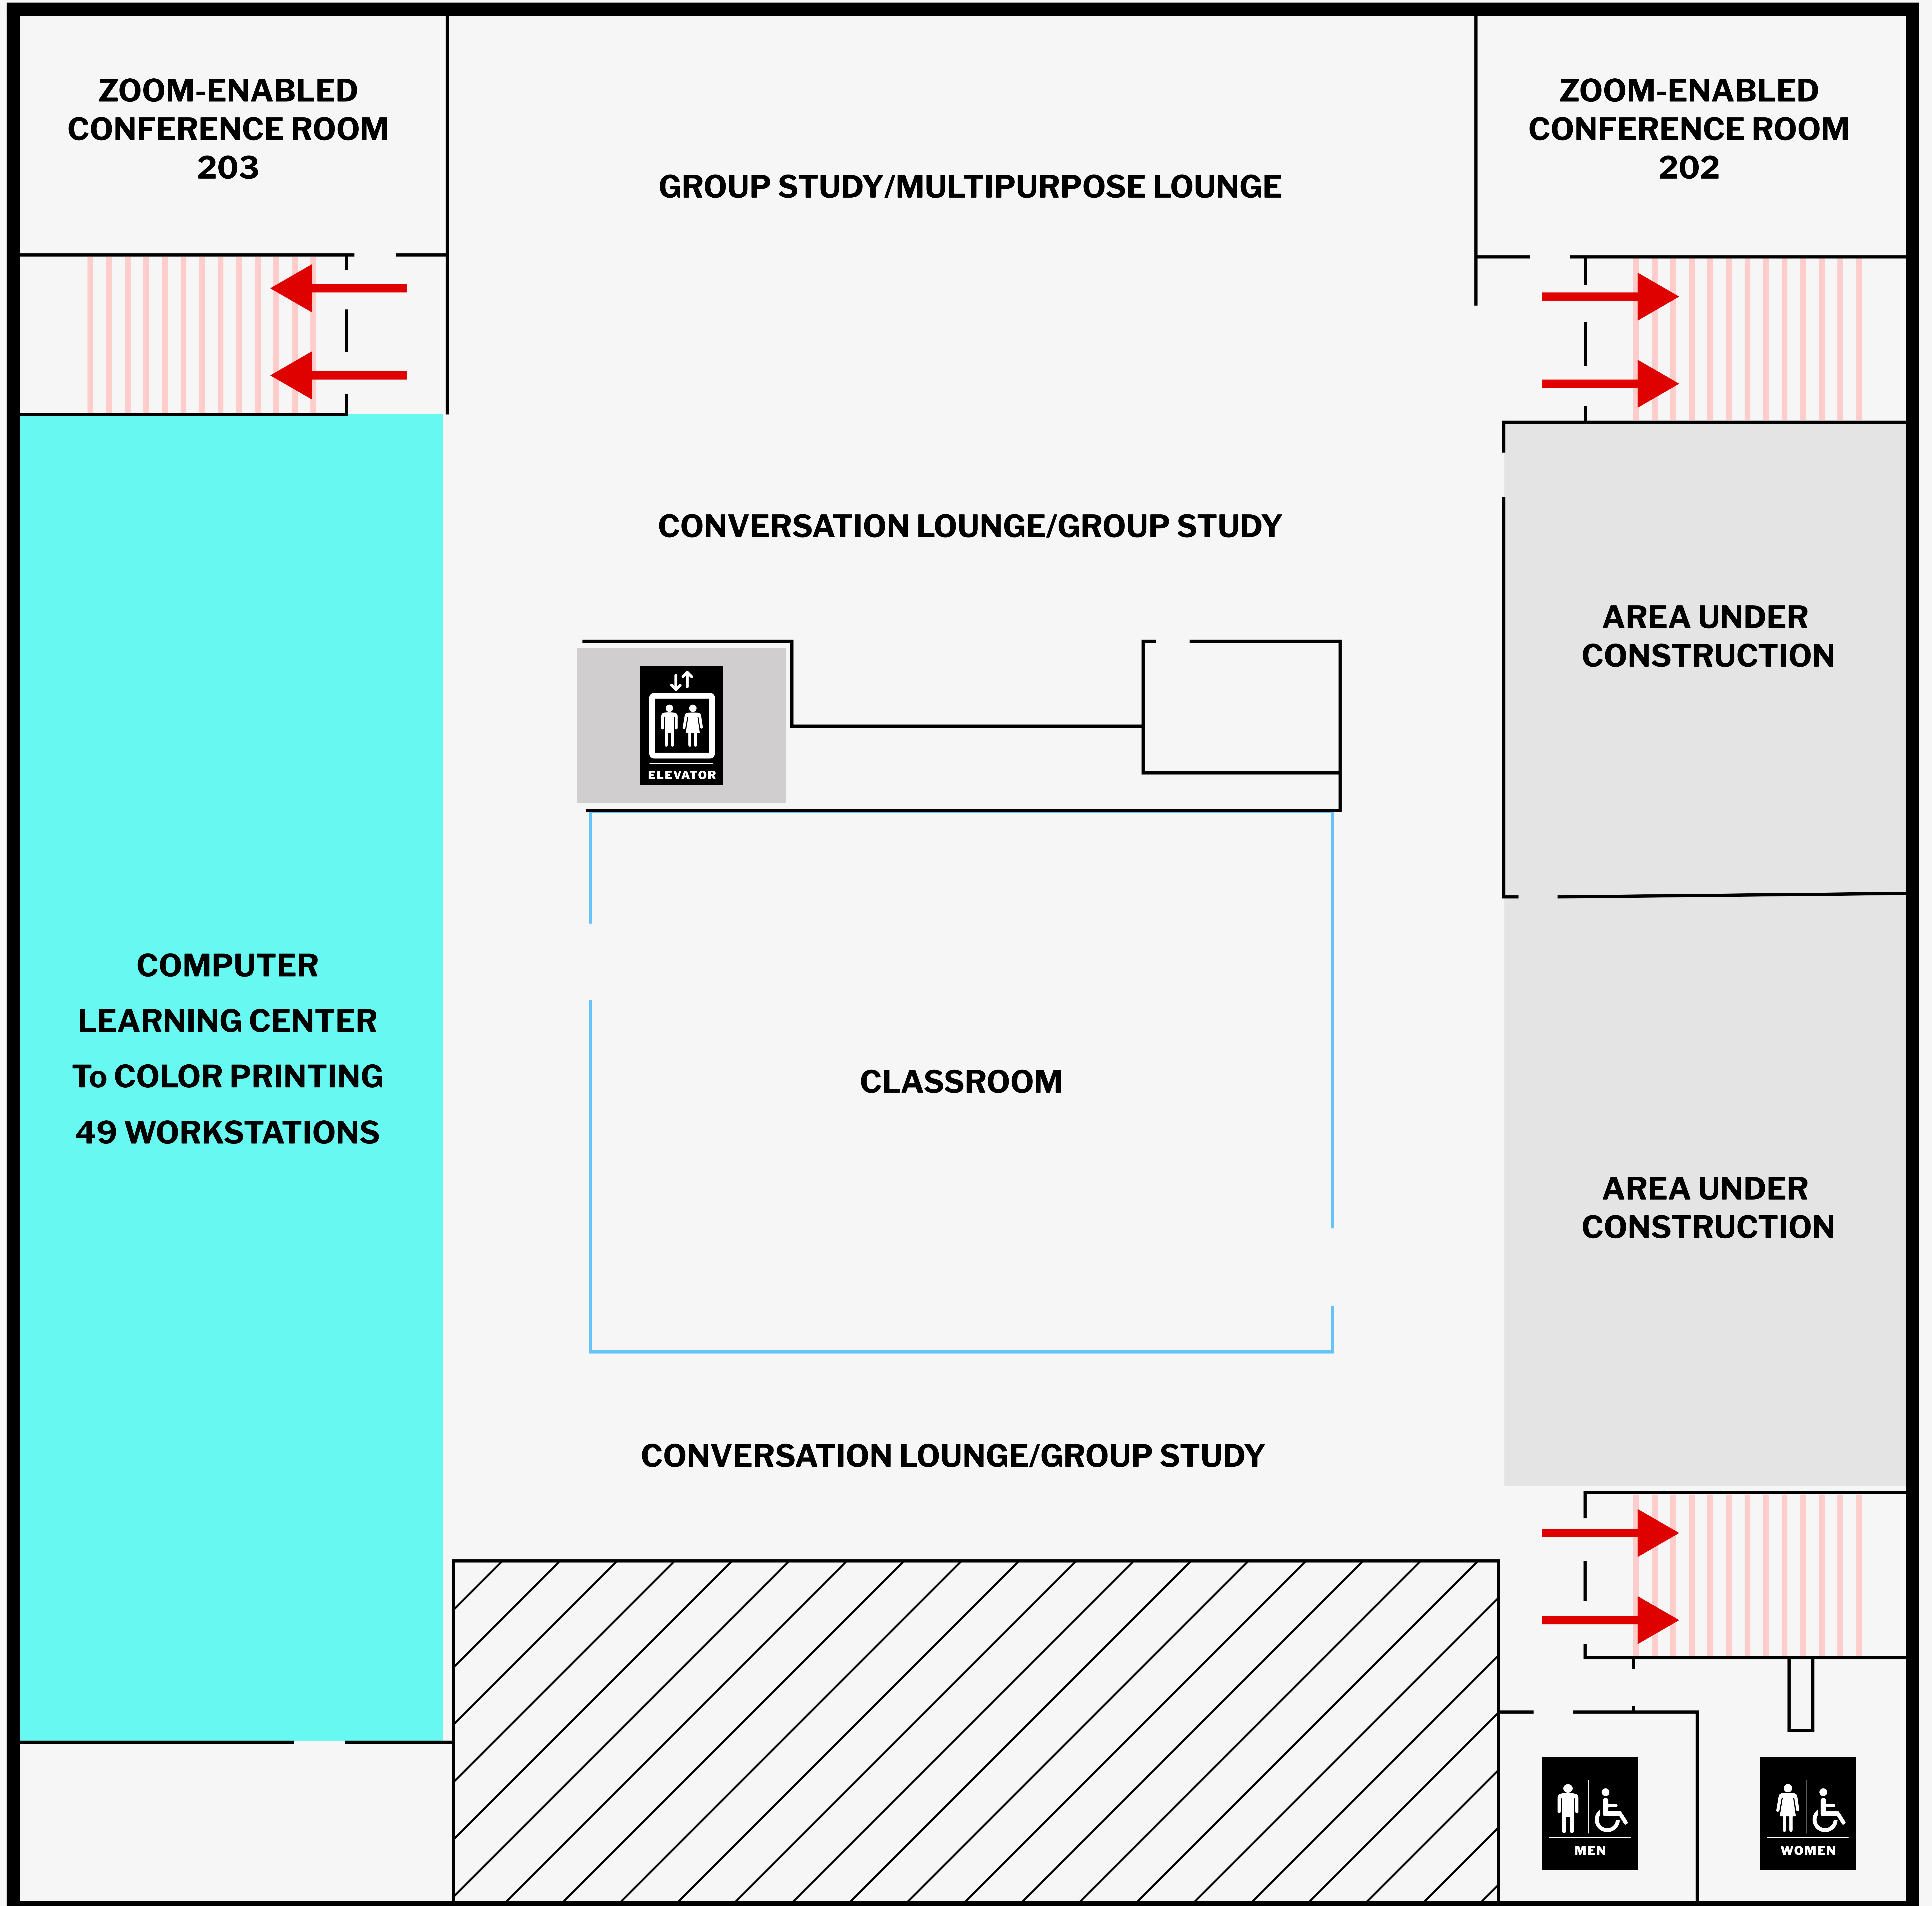 ZOOM-ENABLED
CONFERENCE ROOM
203
GROUP STUDY/MULTIPURPOSE LOUNGE
ZOOM-ENABLED
CONFERENCE ROOM
202
CONVERSATION LOUNGE/GROUP STUDY
AREA UNDER
CONSTRUCTION
ELEVATOR
COMPUTER
LEARNING CENTER
To COLOR PRINTING
49 WORKSTATIONS
CLASSROOM
AREA UNDER
CONSTRUCTION
CONVERSATION LOUNGE/GROUP STUDY
MEN
WOMEN